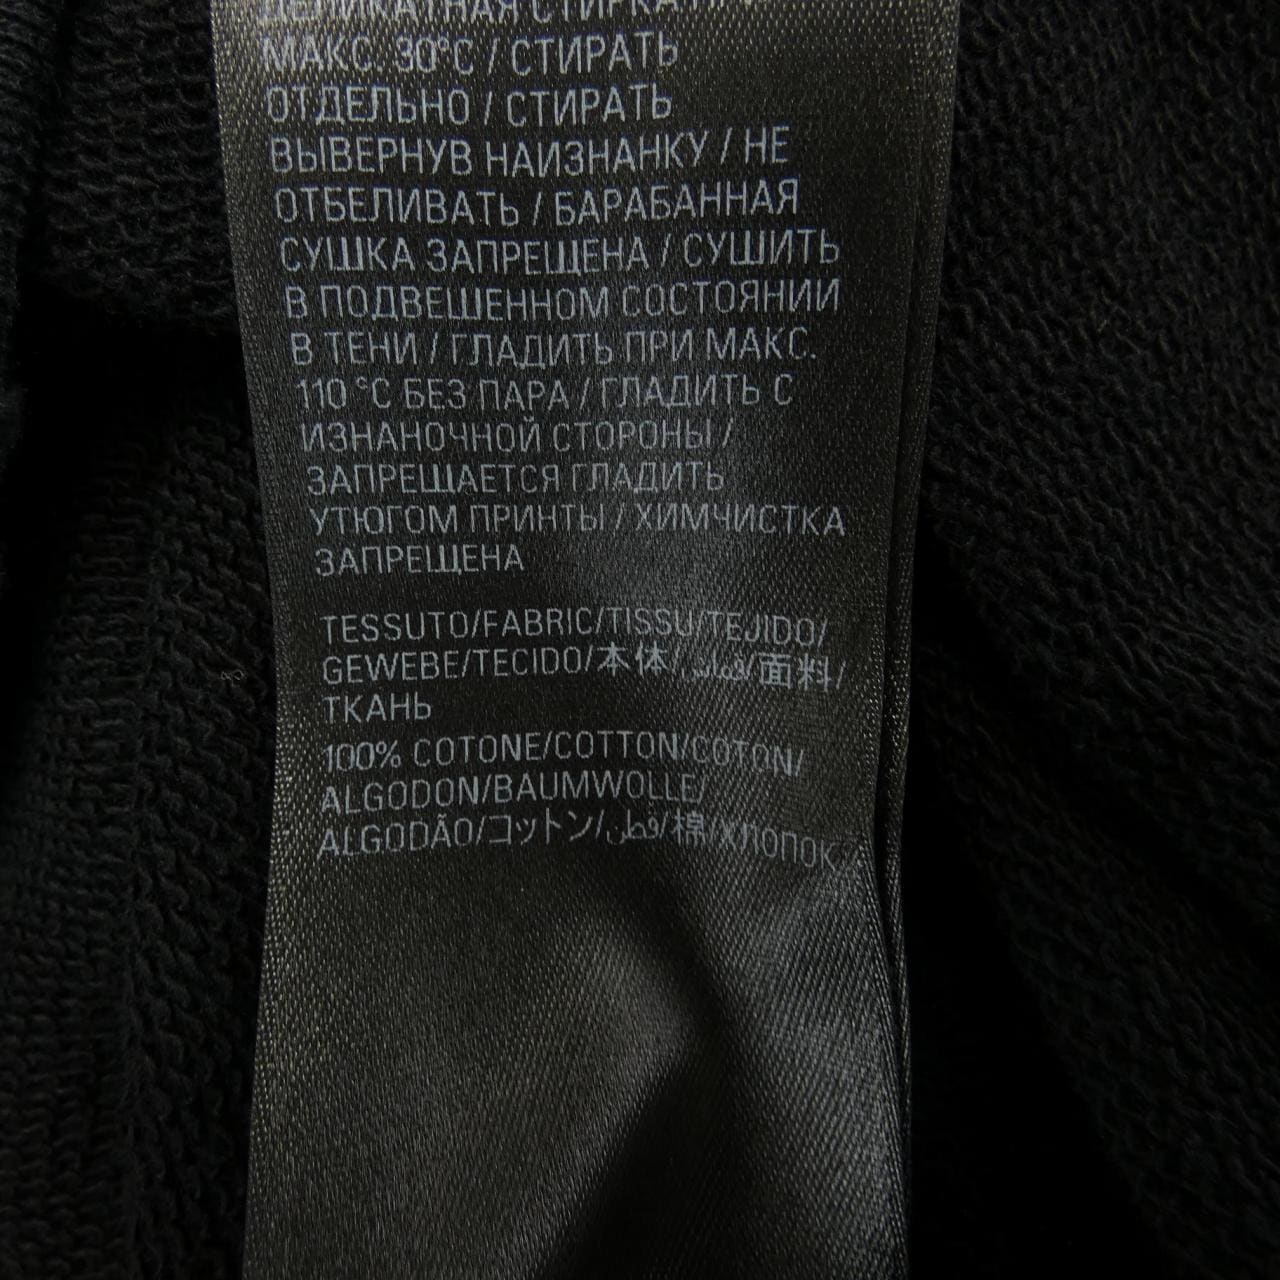 ДЕЛИКАТНАЯ СТИРКА ПРИ
МАКС. 30°C / СТИРАТЬ
ОТДЕЛЬНО / СТИРАТЬ
ВЫВЕРНУВ НАИЗНАНКУ / НЕ
ОТБЕЛИВАТЬ / БАРАБАННАЯ
СУШКА ЗАПРЕЩЕНА / СУШИТЬ
В ПОДВЕШЕННОМ СОСТОЯНИИ
В ТЕНИ / ГЛАДИТЬ ПРИ МАКС.
110 °C БЕЗ ПАРА / ГЛАДИТЬ С
ИЗНАНОЧНОЙ СТОРОНЫ /
ЗАПРЕЩАЕТСЯ ГЛАДИТЬ
УТЮГОМ ПРИНТЫ / ХИМЧИСТКА
ЗАПРЕЩЕНА
TESSUTO/FABRIC/TISSU/TEJIDO/
GEWEBE/TECIDO/本体/قماش/面料/
ТКАНЬ
100% COTONE/COTTON/COTON/
ALGODON/BAUMWOLLE/
ALGODÃO/コットン/قطن/棉/ХЛОПОК